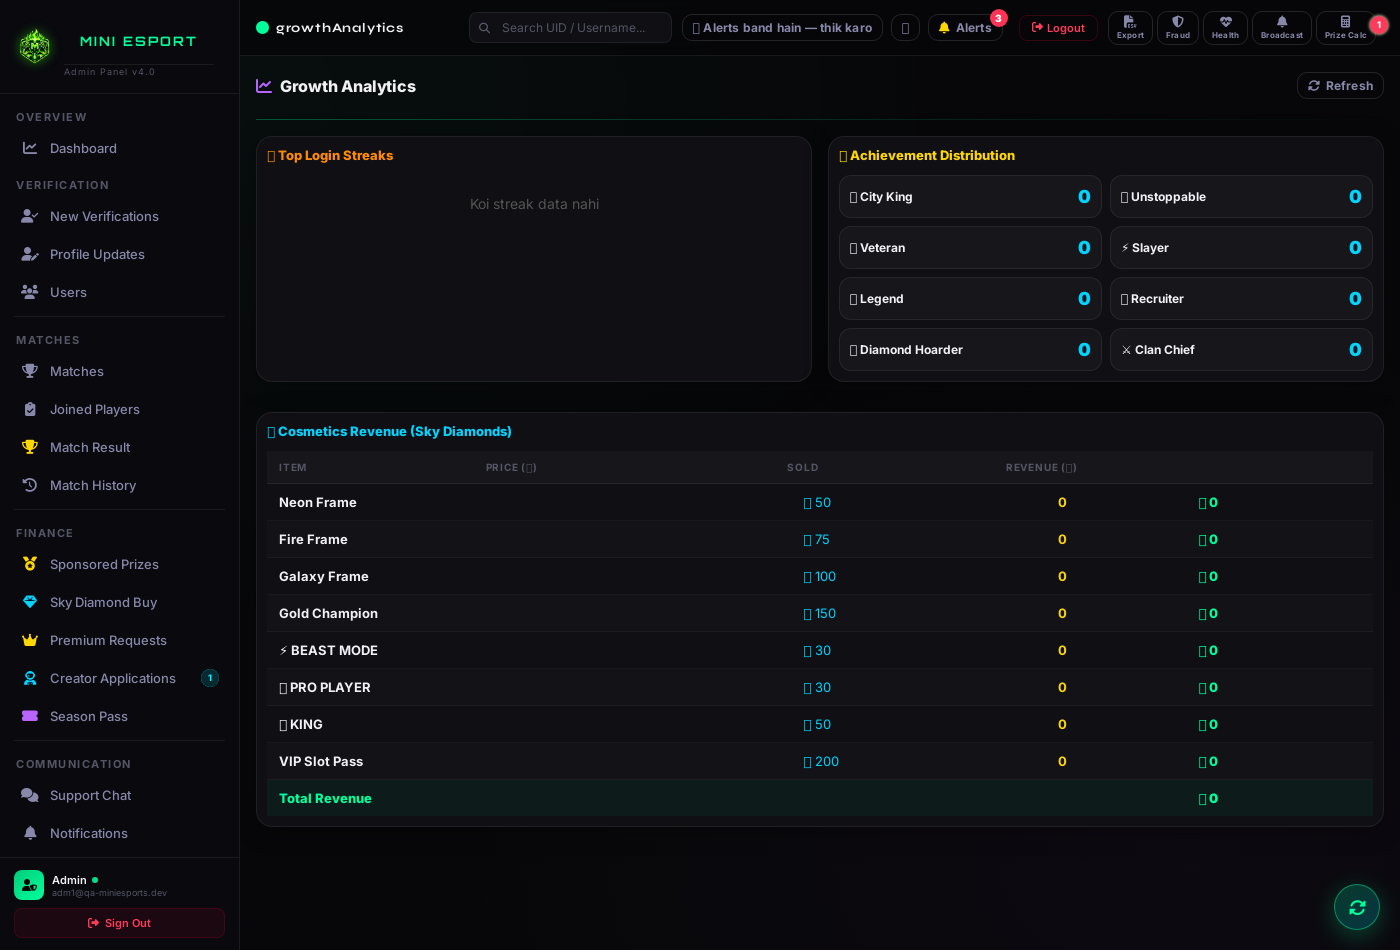 MINI ESPORT
Admin Panel v4.0
OVERVIEW
Dashboard
VERIFICATION
New Verifications
Profile Updates
Users
MATCHES
Matches
Joined Players
Match Result
Match History
FINANCE
Sponsored Prizes
Sky Diamond Buy
Premium Requests
Creator Applications 1
Season Pass
COMMUNICATION
Support Chat
Notifications
Admin
adm1@qa-miniesports.dev
Sign Out
growthAnalytics
Search UID / Username...
Alerts band hain — thik karo
Alerts 3
Logout
Export
Fraud
Health
Broadcast
Prize Calc 1
Growth Analytics
Refresh
Top Login Streaks
Koi streak data nahi
Achievement Distribution
City King 0
Unstoppable 0
Veteran 0
⚡ Slayer 0
Legend 0
Recruiter 0
Diamond Hoarder 0
⚔ Clan Chief 0
Cosmetics Revenue (Sky Diamonds)
ITEM PRICE () SOLD REVENUE ()
Neon Frame 50 0 0
Fire Frame 75 0 0
Galaxy Frame 100 0 0
Gold Champion 150 0 0
⚡ BEAST MODE 30 0 0
PRO PLAYER 30 0 0
KING 50 0 0
VIP Slot Pass 200 0 0
Total Revenue 0